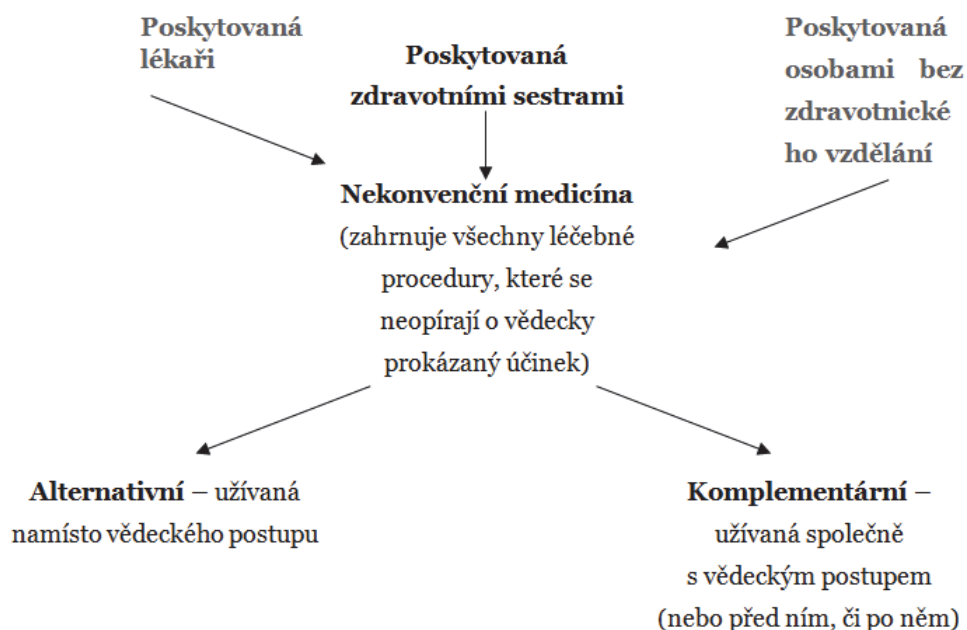 Poskytovaná
lékaři
Poskytovaná
zdravotními sestrami
Poskytovaná
osobami bez
zdravotnické
ho vzdělání
Nekonvenční medicína
(zahrnuje všechny léčebné
procedury, které se
neopírají o vědecky
prokázaný účinek)
Alternativní – užívaná
namísto vědeckého postupu
Komplementární –
užívaná společně
s vědeckým postupem
(nebo před ním, či po něm)